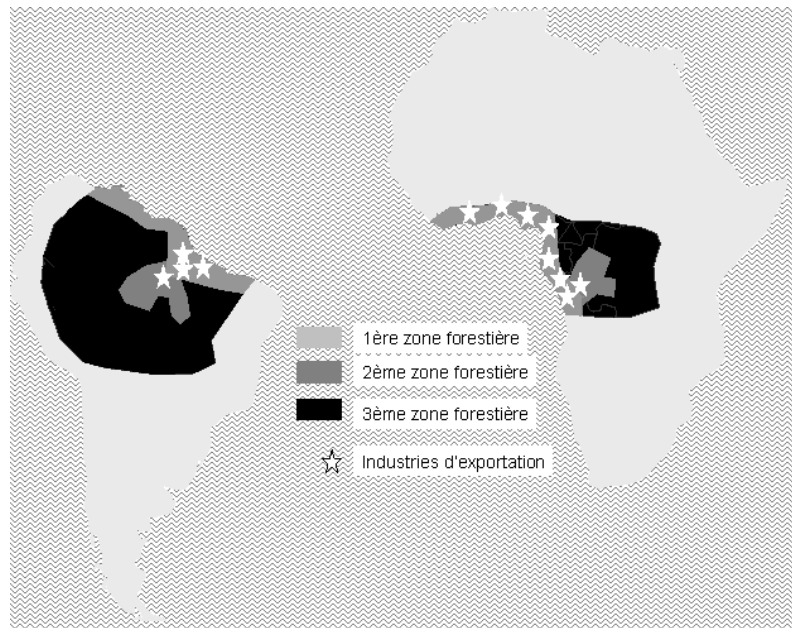 1ère zone forestière
2ème zone forestière
3ème zone forestière
Industries d'exportation